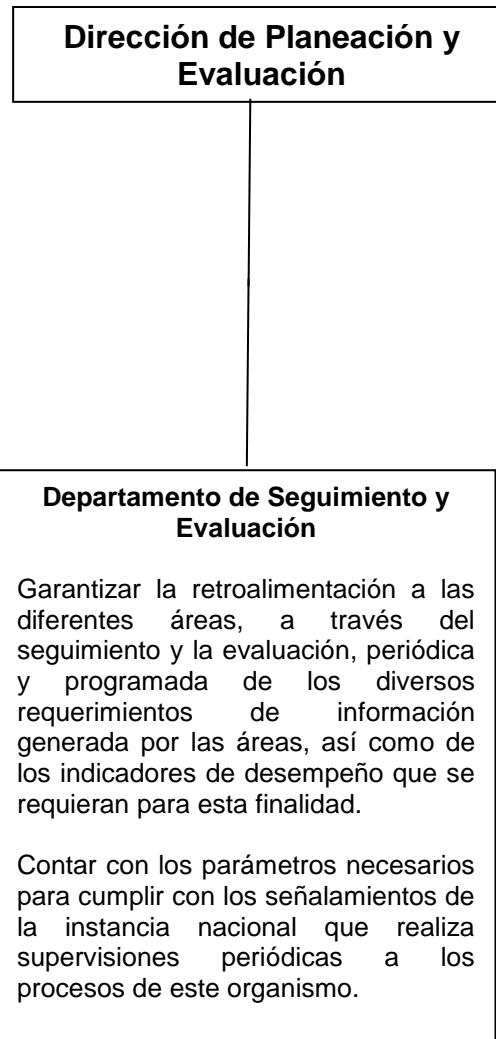 Dirección de Planeación y
Evaluación
Departamento de Seguimiento y
Evaluación
Garantizar la retroalimentación a las
diferentes áreas, a través del
seguimiento y la evaluación, periódica
y programada de los diversos
requerimientos de información
generada por las áreas, así como de
los indicadores de desempeño que se
requieran para esta finalidad.
Contar con los parámetros necesarios
para cumplir con los señalamientos de
la instancia nacional que realiza
supervisiones periódicas a los
procesos de este organismo.